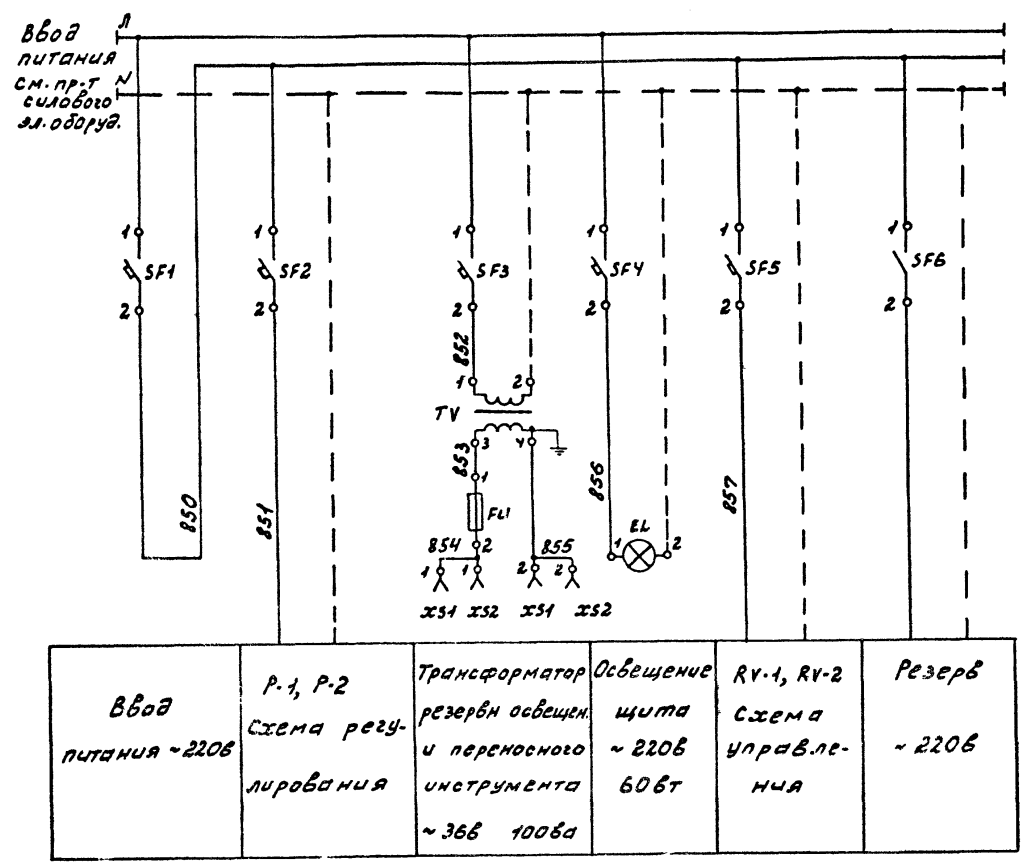 Ввод
питания
см. пр-т
силового
эл. оборуд.
Л
N
1
SF1
2
1
SF2
2
1
SF3
2
1
SF4
2
1
SF5
2
1
SF6
2
850
851
852
1
2
TV
3
4
853
1
FU
2
854
855
1
1
2
2
XS1
XS2
XS1
XS2
856
EL
1
2
857
Ввод
питания ~220в
Р-1, Р-2
Схема регу-
лирования
Трансформатор
резервн освещен.
и переносного
инструмента
~36в 100ва
Освещение
щита
~220в
60вт
RV-1, RV-2
Схема
управле-
ния
Резерв
~220в